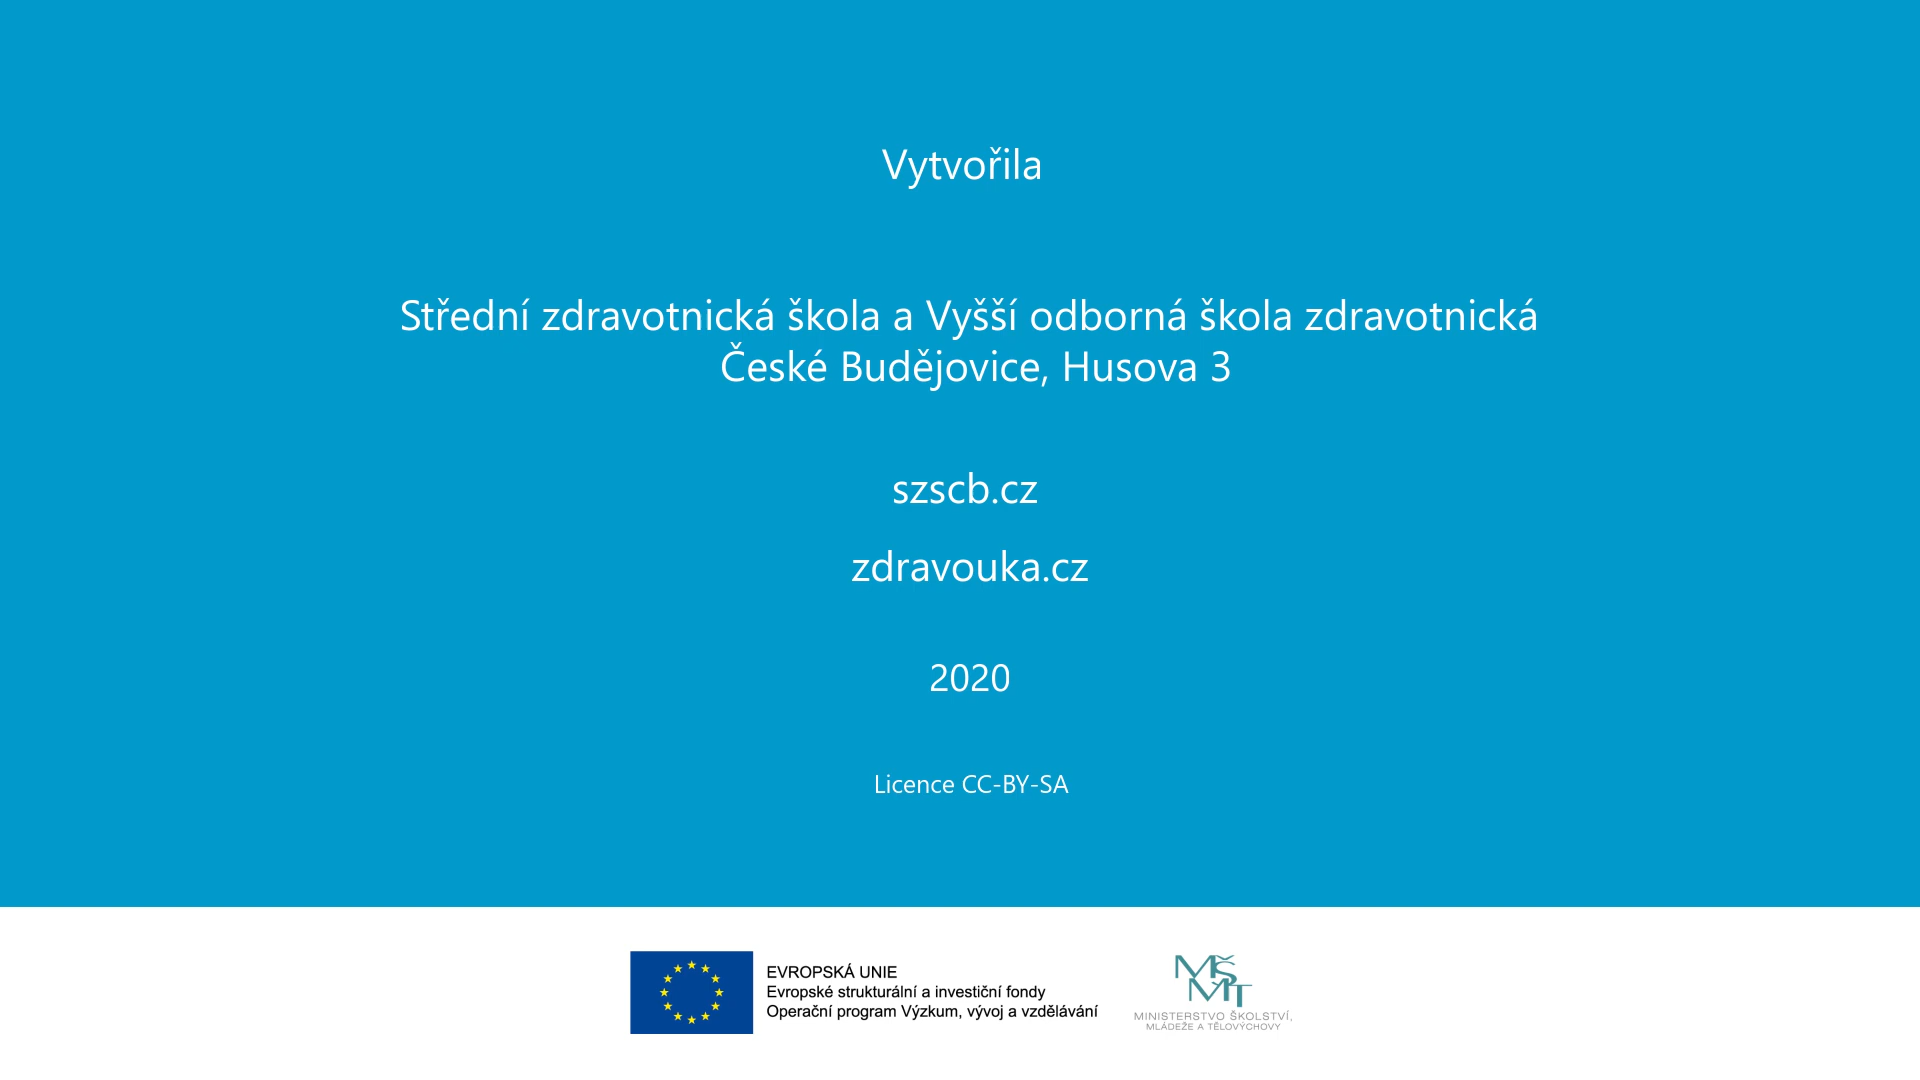 Vytvořila
Střední zdravotnická škola a Vyšší odborná škola zdravotnická
České Budějovice, Husova 3
szscb.cz
zdravouka.cz
2020
Licence CC-BY-SA
EVROPSKÁ UNIE
Evropské strukturální a investiční fondy
Operační program Výzkum, vývoj a vzdělávání
MŠMT
MINISTERSTVO ŠKOLSTVÍ,
MLÁDEŽE A TĚLOVÝCHOVY